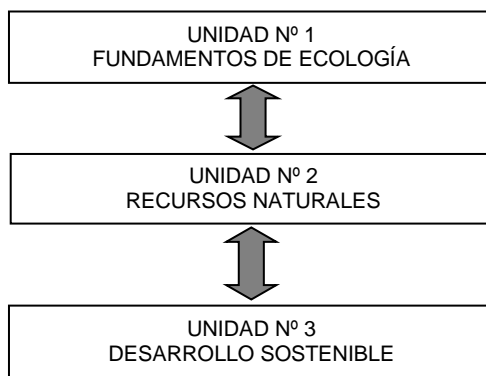 UNIDAD Nº 1
FUNDAMENTOS DE ECOLOGÍA
UNIDAD Nº 2
RECURSOS NATURALES
UNIDAD Nº 3
DESARROLLO SOSTENIBLE